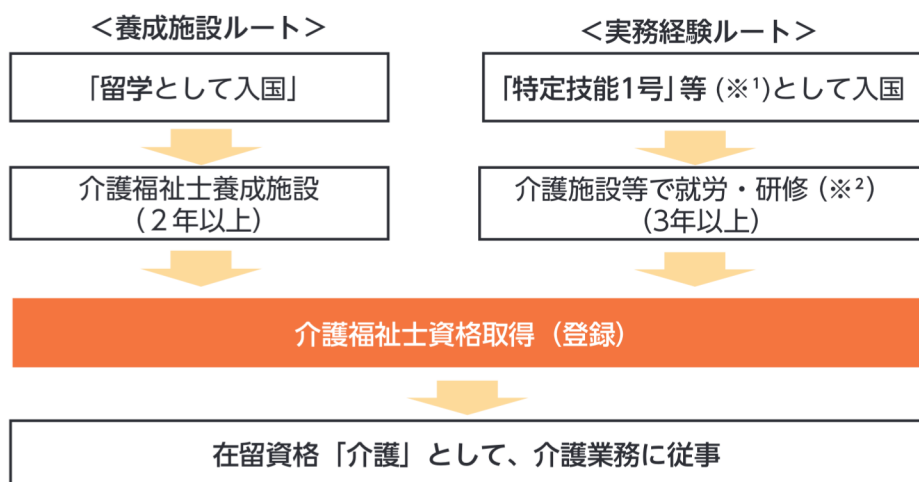 ＜養成施設ルート＞
「留学として入国」
介護福祉士養成施設
（２年以上）
＜実務経験ルート＞
「特定技能1号」等 (※¹)として入国
介護施設等で就労・研修 (※²)
(3年以上)
介護福祉士資格取得（登録）
在留資格「介護」として、介護業務に従事